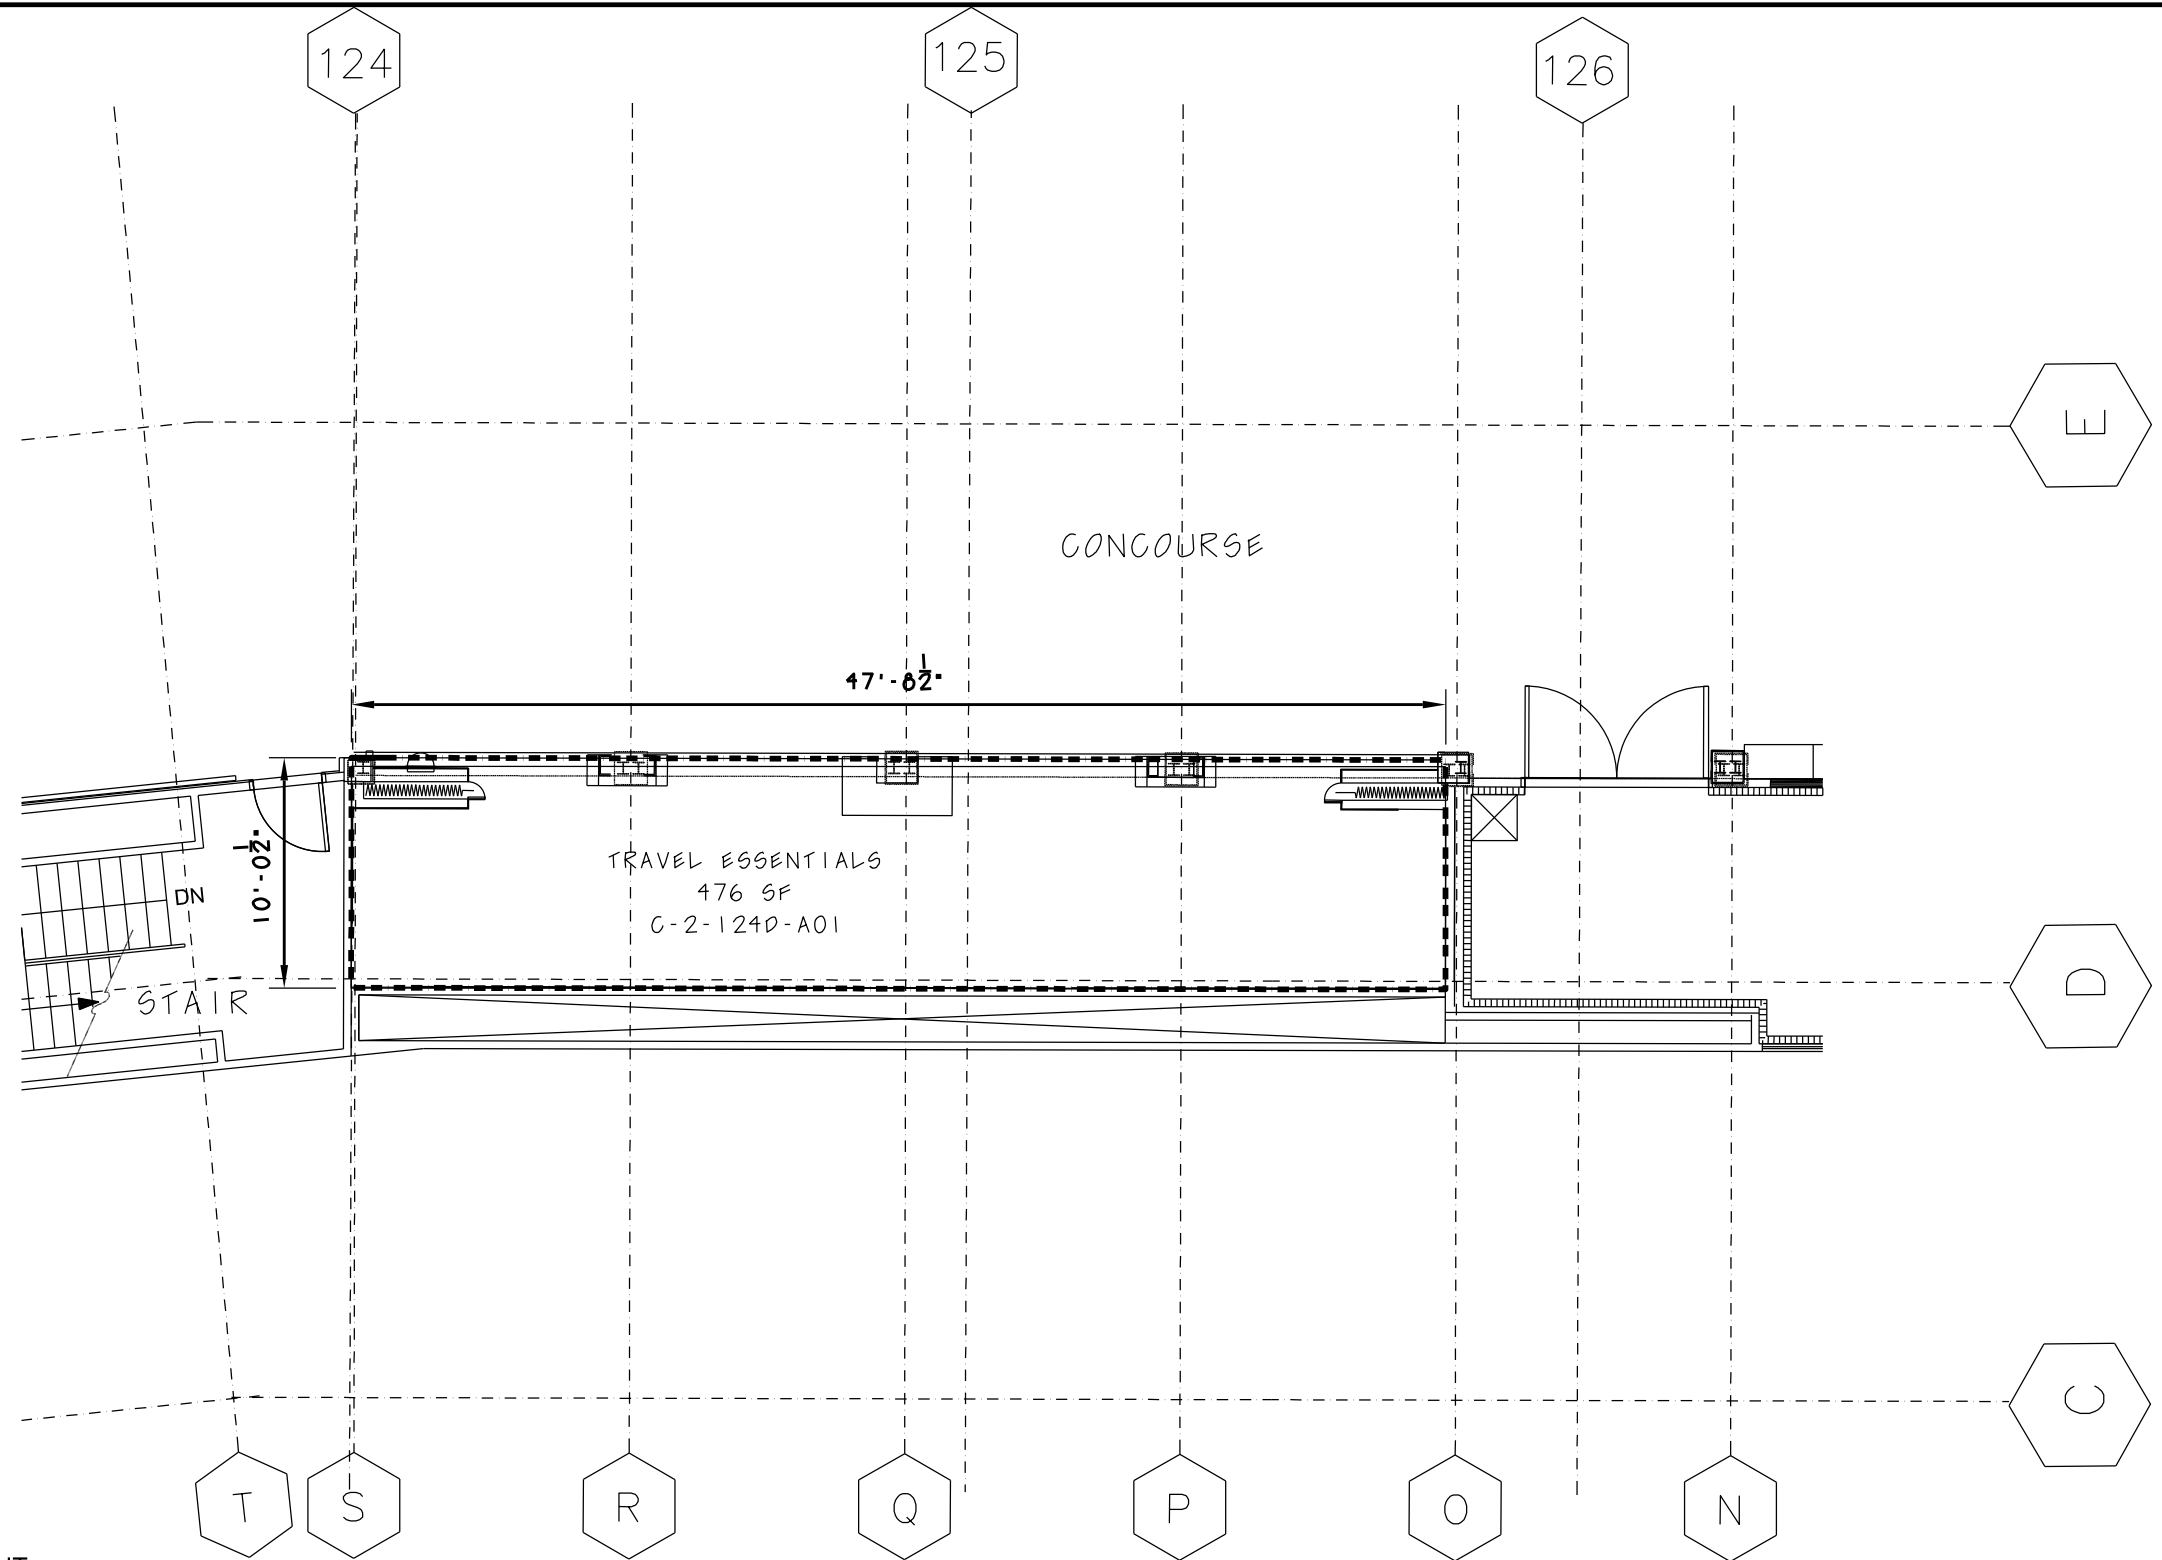 124
125
126
E
CONCOURSE
47'-8 1/2"
10'-0 1/2"
TRAVEL ESSENTIALS
476 SF
C-2-124D-A01
DN
STAIR
D
C
T
S
R
Q
P
O
N